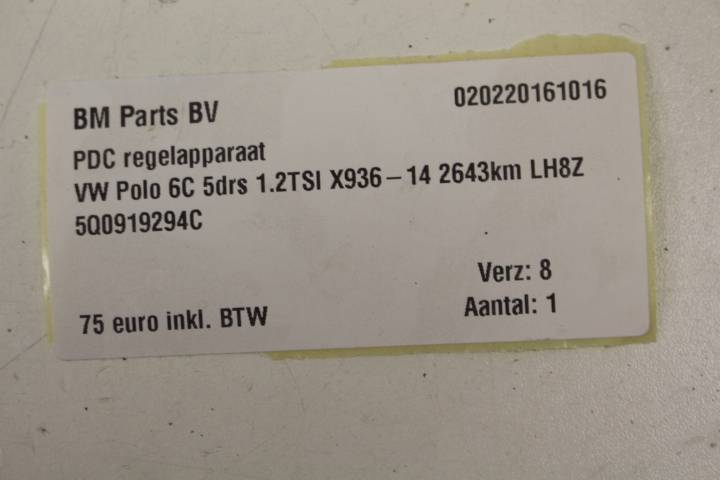 BM Parts BV 020220161016
PDC regelapparaat
VW Polo 6C 5drs 1.2TSI X936-14 2643km LH8Z
5Q0919294C
Verz: 8
75 euro inkl. BTW Aantal: 1